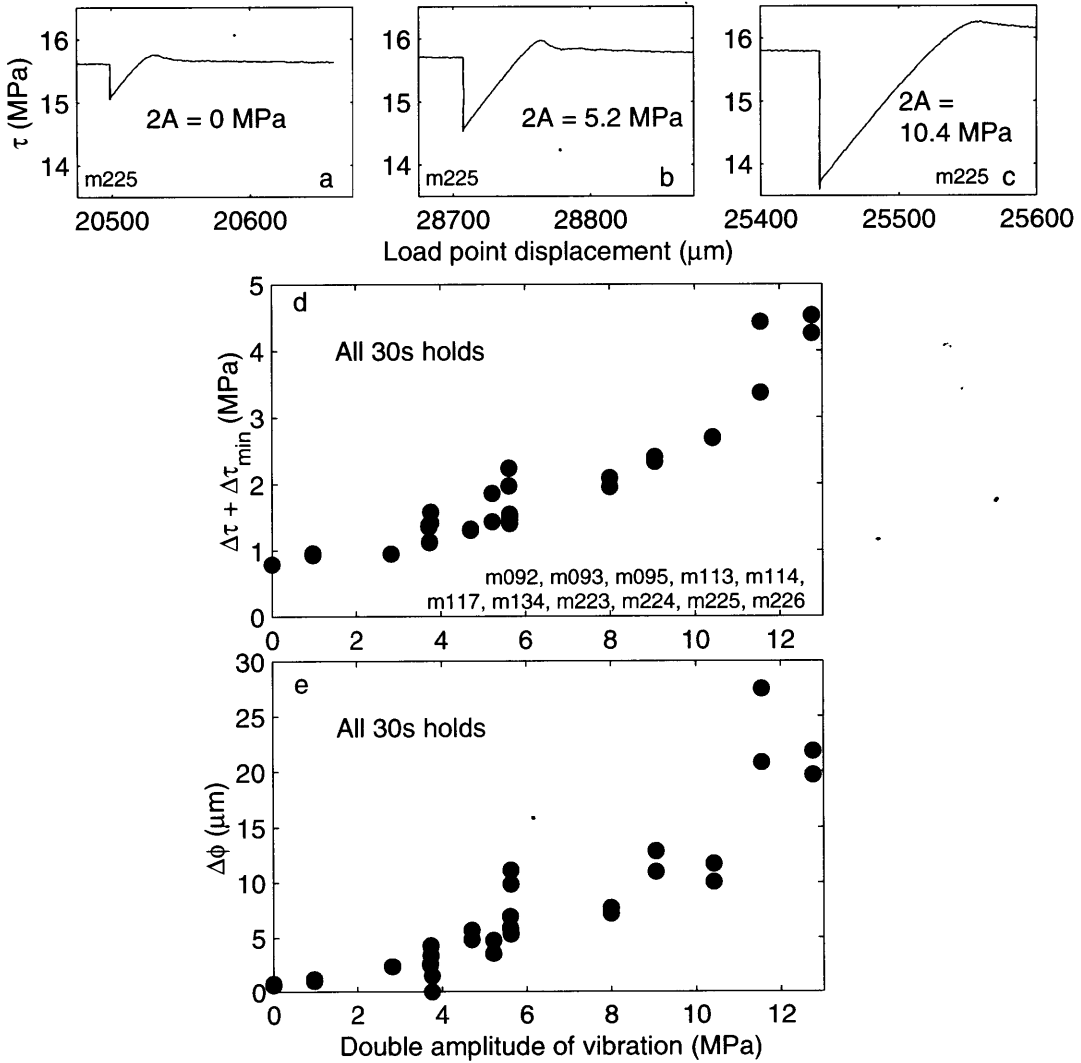 τ (MPa)
16
15
14
2A = 0 MPa
m225
a
20500
20600
16
15
14
2A = 5.2 MPa
m225
b
28700
28800
16
15
14
2A =
10.4 MPa
m225 c
25400
25500
25600
Load point displacement (μm)
d
All 30s holds
Δτ + Δτmin (MPa)
5
4
3
2
1
0
m092, m093, m095, m113, m114,
m117, m134, m223, m224, m225, m226
0 2 4 6 8 10 12
e
All 30s holds
Δϕ (μm)
30
25
20
15
10
5
0
0 2 4 6 8 10 12
Double amplitude of vibration (MPa)